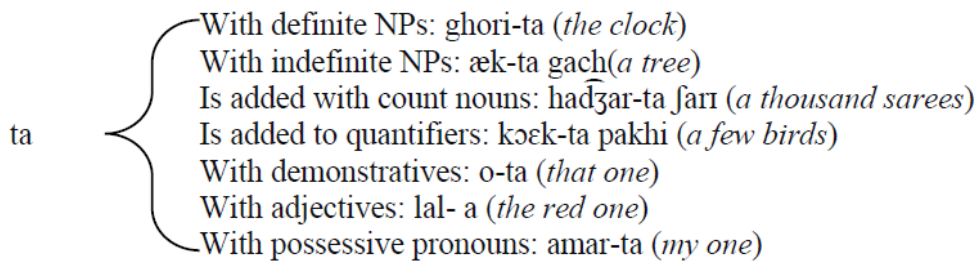 With definite NPs: ghori-ta (the clock)
With indefinite NPs: æk-ta gach(a tree)
Is added with count nouns: had͡ʒar-ta ʃarɪ (a thousand sarees)
ta Is added to quantifiers: kɔɛk-ta pakhi (a few birds)
With demonstratives: o-ta (that one)
With adjectives: lal- a (the red one)
With possessive pronouns: amar-ta (my one)